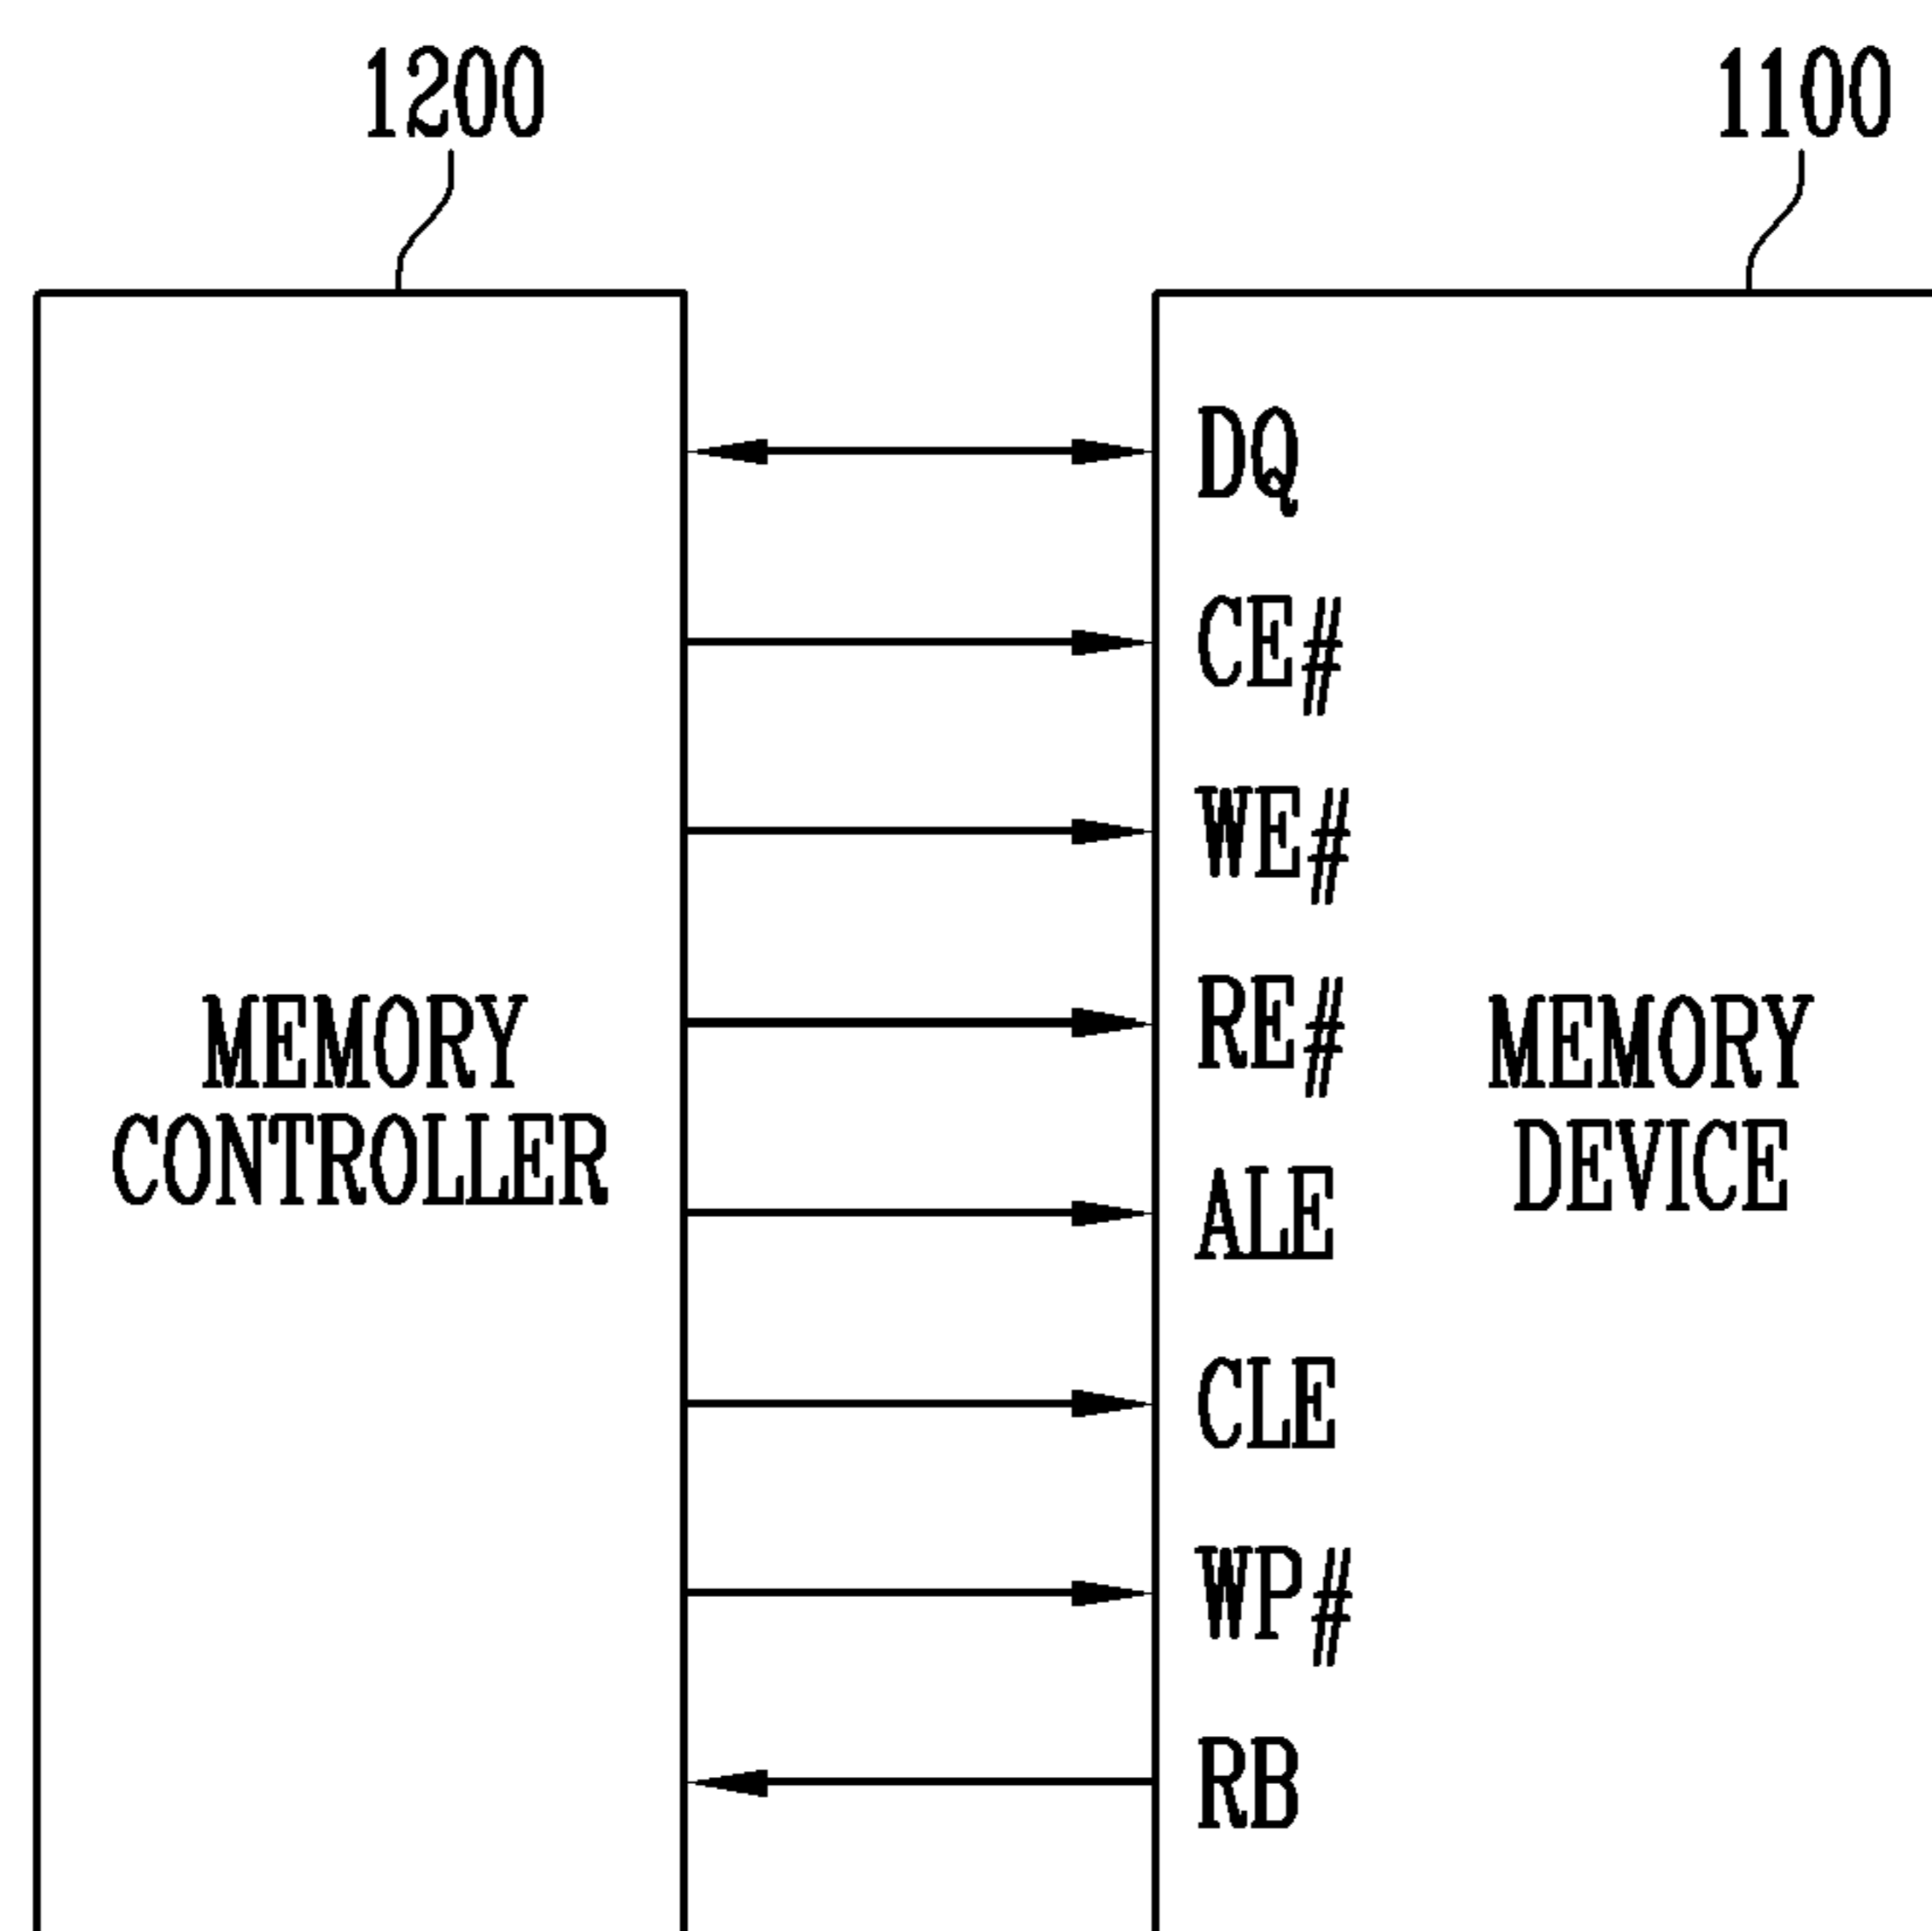 1200
1100
DQ
CE#
WE#
RE#
MEMORY
CONTROLLER
MEMORY
DEVICE
ALE
CLE
WP#
RB